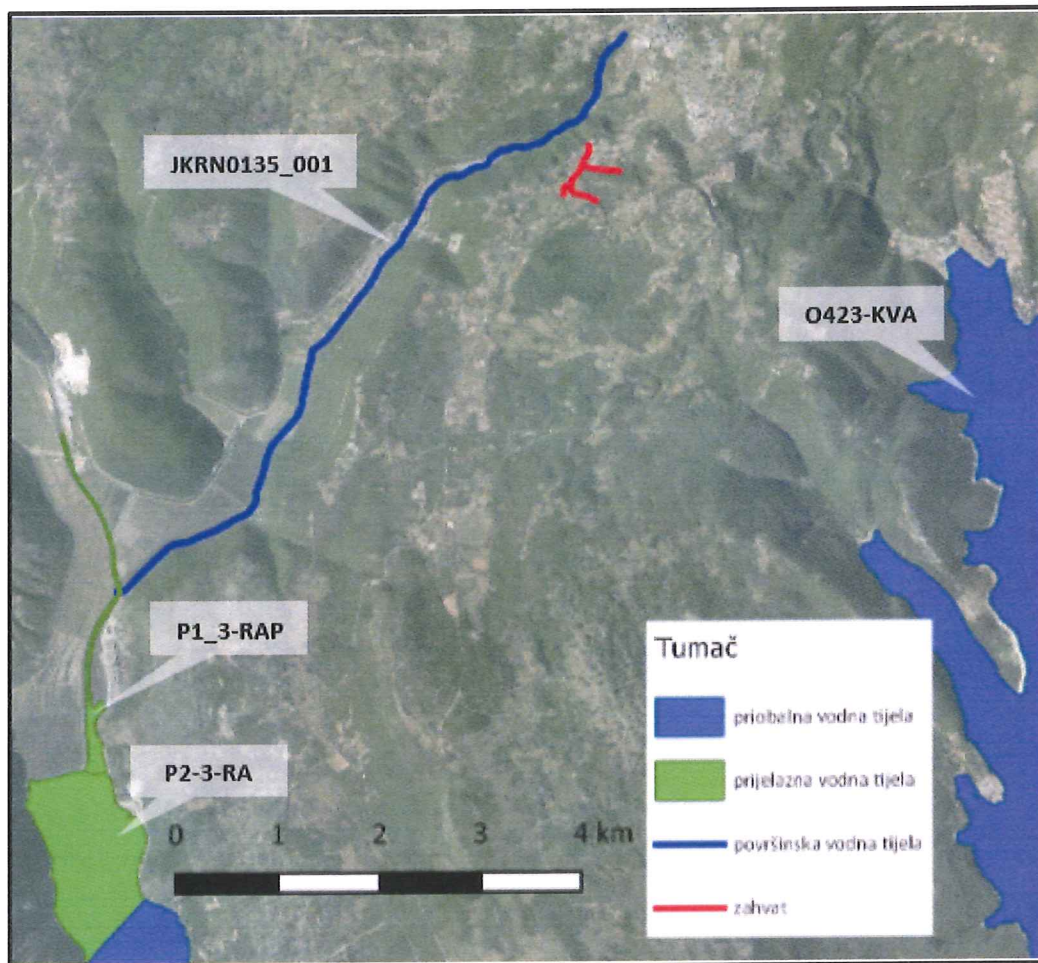 JKRN0135_001
O423-KVA
P1_3-RAP
P2-3-RA
0 1 2 3 4 km
Tumač
priobalna vodna tijela
prijelazna vodna tijela
površinska vodna tijela
zahvat